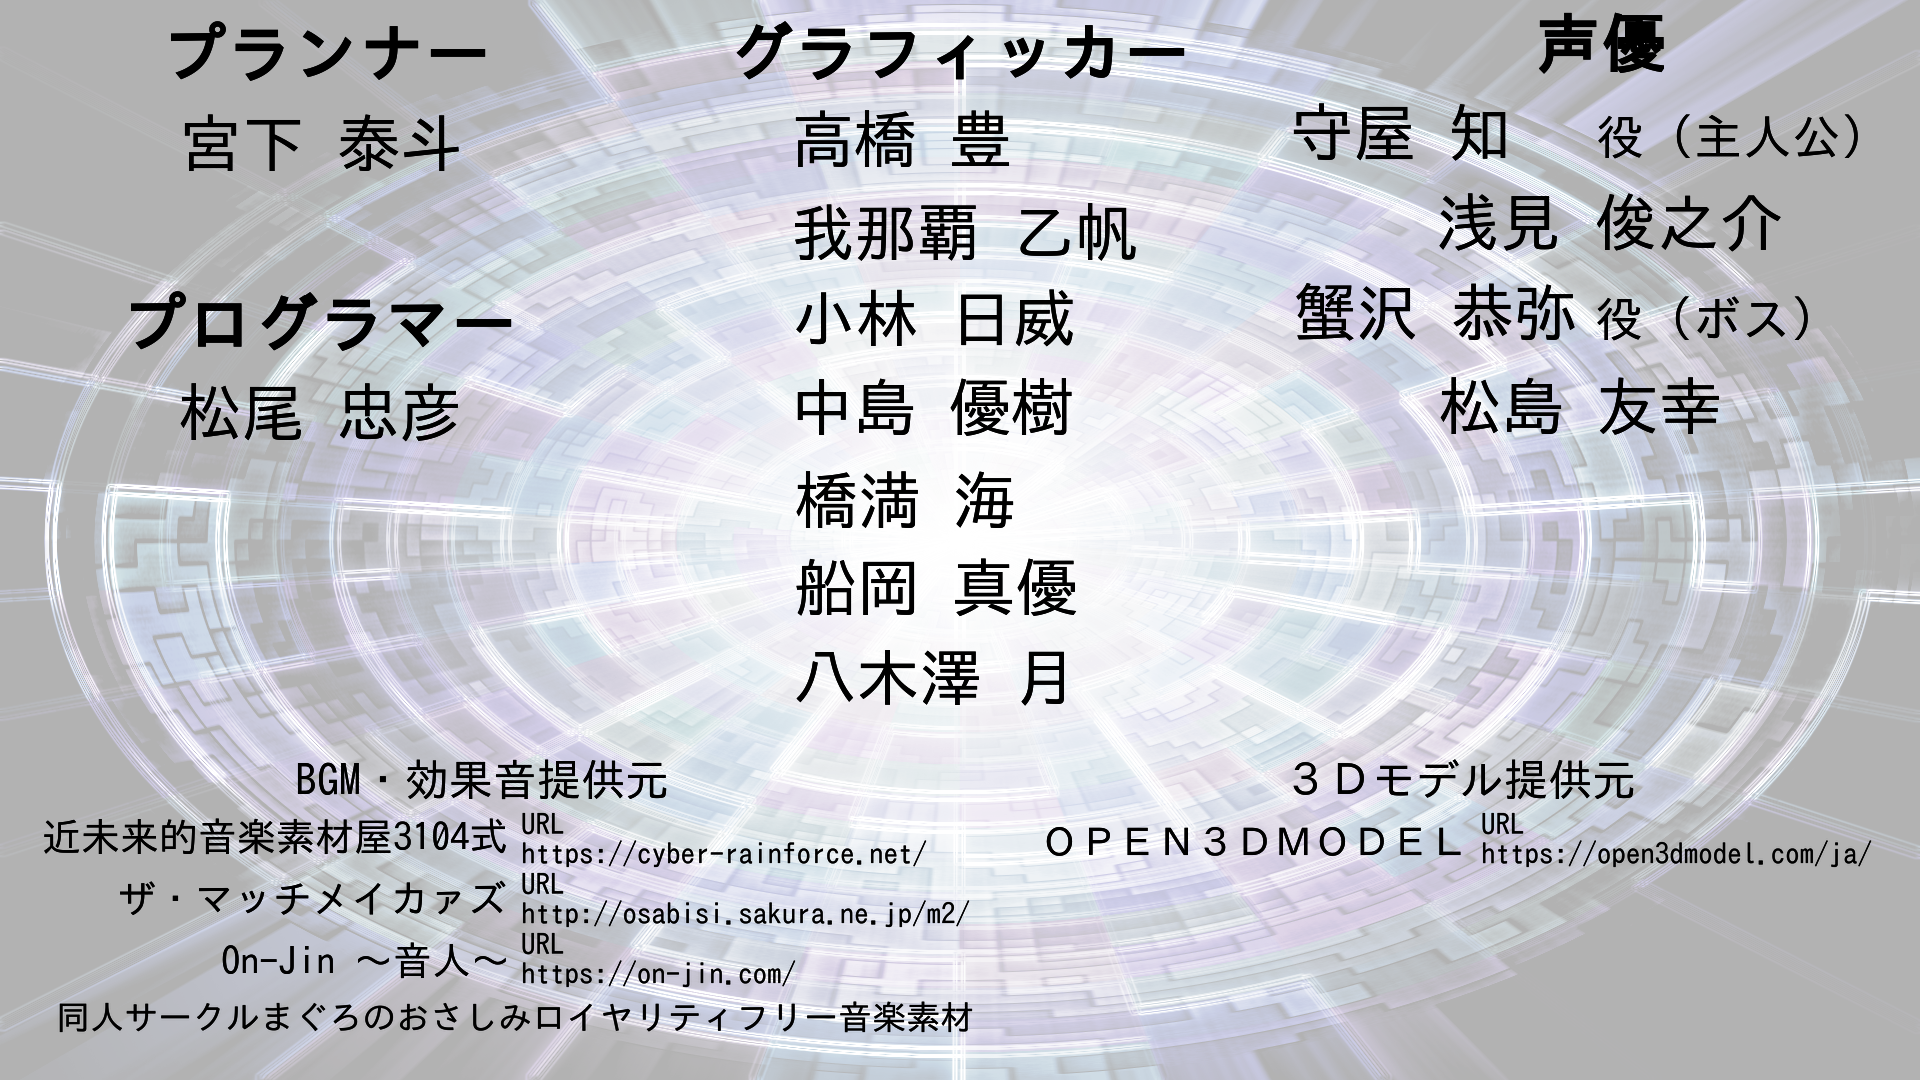 プランナー
宮下 泰斗
プログラマー
松尾 忠彦
グラフィッカー
高橋 豊
我那覇 乙帆
小林 日威
中島 優樹
橋満 海
船岡 真優
八木澤 月
声優
守屋 知 役（主人公）
浅見 俊之介
蟹沢 恭弥 役（ボス）
松島 友幸
BGM・効果音提供元
近未来的音楽素材屋3104式 URL
https://cyber-rainforce.net/
ザ・マッチメイカァズ URL
http://osabisi.sakura.ne.jp/m2/
On-Jin ～音人～ URL
https://on-jin.com/
同人サークルまぐろのおさしみロイヤリティフリー音楽素材
３Ｄモデル提供元
ＯＰＥＮ３ＤＭＯＤＥＬ URL
https://open3dmodel.com/ja/